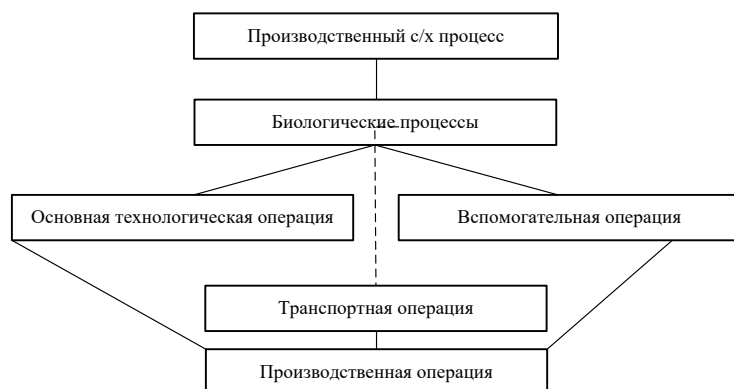 Производственный с/х процесс
Биологические процессы
Основная технологическая операция
Вспомогательная операция
Транспортная операция
Производственная операция